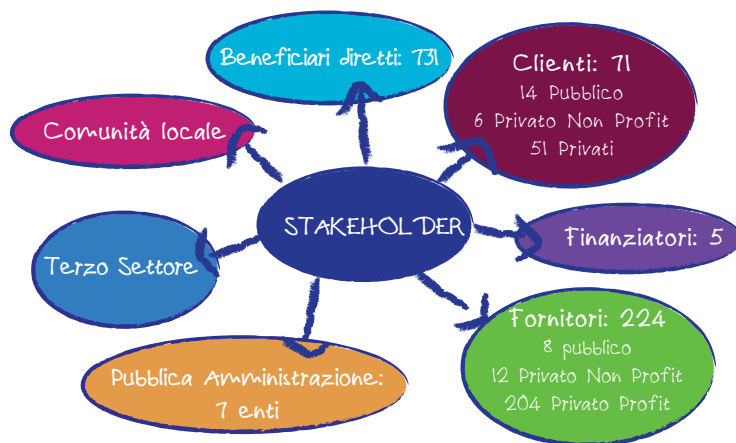 Beneficiari diretti: 731
Clienti: 71
14 Pubblico
6 Privato Non Profit
51 Privati
Comunità locale
STAKEHOLDER
Finanziatori: 5
Terzo Settore
Fornitori: 224
8 pubblico
12 Privato Non Profit
204 Privato Profit
Pubblica Amministrazione:
7 enti